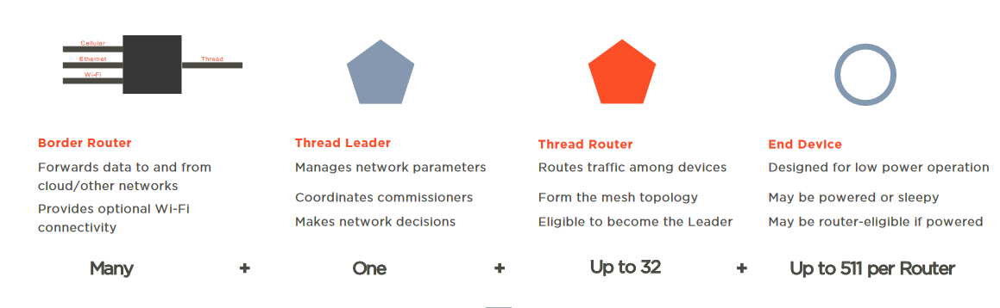 Cellular
Ethernet
Wi-Fi
Thread
Border Router
Forwards data to and from
cloud/other networks
Provides optional Wi-Fi
connectivity
Many
+
Thread Leader
Manages network parameters
Coordinates commissioners
Makes network decisions
One
+
Thread Router
Routes traffic among devices
Form the mesh topology
Eligible to become the Leader
Up to 32
+
End Device
Designed for low power operation
May be powered or sleepy
May be router-eligible if powered
Up to 511 per Router